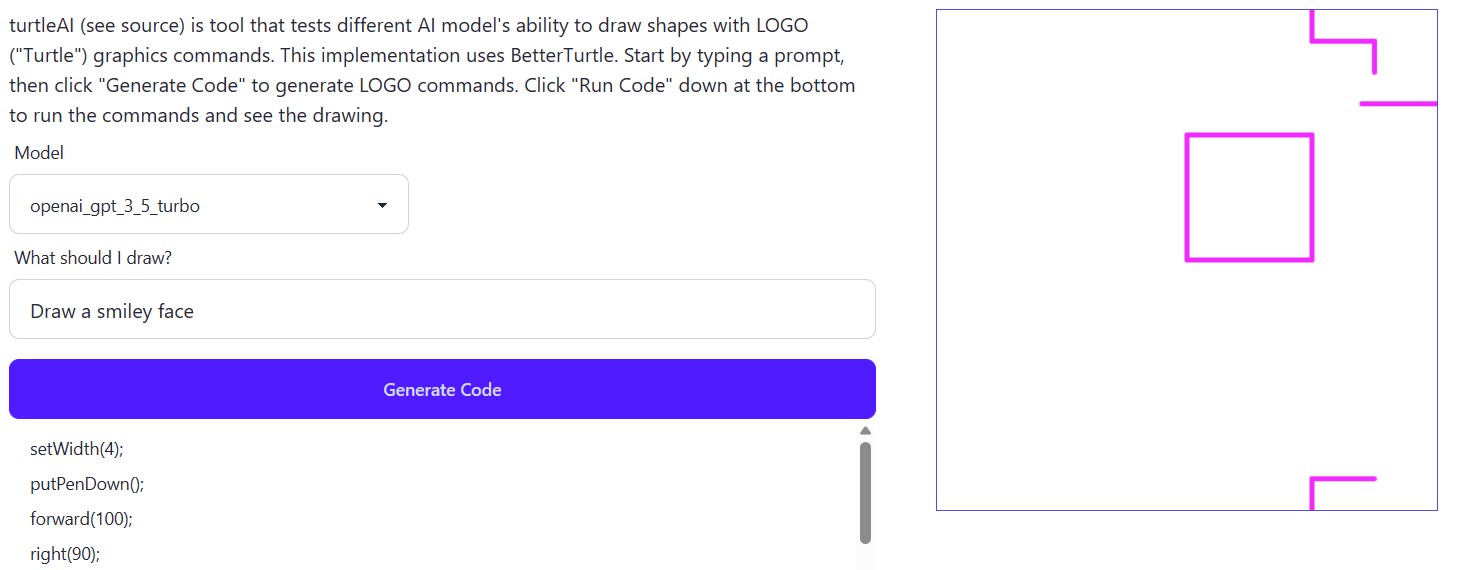 turtleAI (see source) is tool that tests different AI model's ability to draw shapes with LOGO
("Turtle") graphics commands. This implementation uses BetterTurtle. Start by typing a prompt,
then click "Generate Code" to generate LOGO commands. Click "Run Code" down at the bottom
to run the commands and see the drawing.
Model
openai_gpt_3_5_turbo
What should I draw?
Draw a smiley face
Generate Code
setWidth(4);
putPenDown();
forward(100);
right(90);